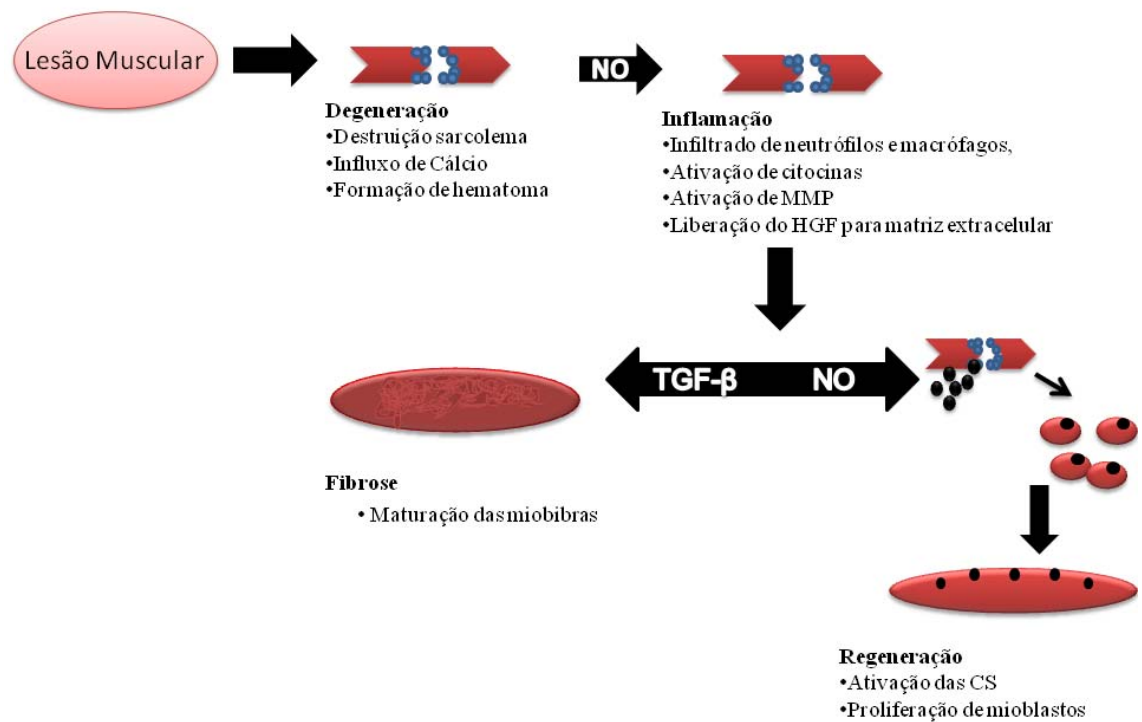 Lesão Muscular
NO
Degeneração
•Destruição sarcolema
•Influxo de Cálcio
•Formação de hematoma
Inflamação
•Infiltrado de neutrófilos e macrófagos,
•Ativação de citocinas
•Ativação de MMP
•Liberação do HGF para matriz extracelular
TGF-β NO
Fibrose
• Maturação das miobibras
Regeneração
•Ativação das CS
•Proliferação de mioblastos